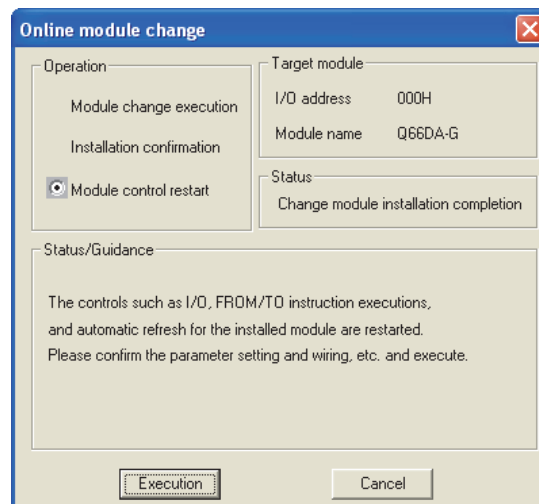 Online module change
Operation
Module change execution
Installation confirmation
Module control restart
Target module
I/O address 000H
Module name Q66DA-G
Status
Change module installation completion
Status/Guidance
The controls such as I/O, FROM/TO instruction executions,
and automatic refresh for the installed module are restarted.
Please confirm the parameter setting and wiring, etc. and execute.
Execution Cancel